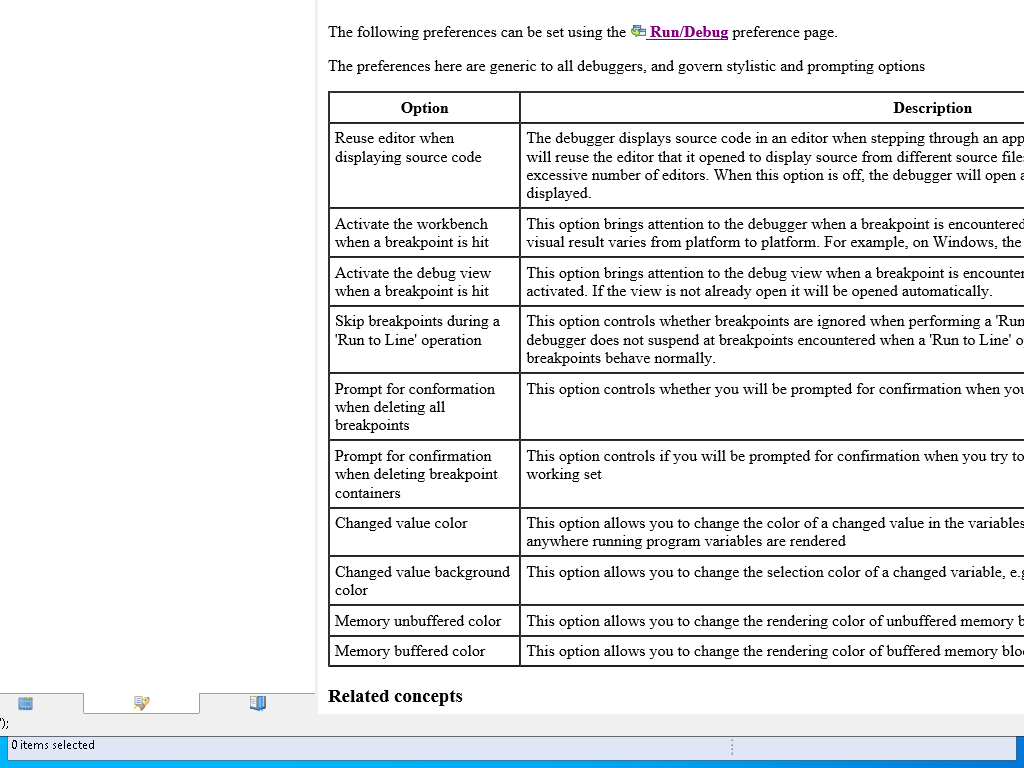 The following preferences can be set using the Run/Debug preference page.
The preferences here are generic to all debuggers, and govern stylistic and prompting options
Option Description
Reuse editor when
displaying source code
The debugger displays source code in an editor when stepping through an app
will reuse the editor that it opened to display source from different source file
excessive number of editors. When this option is off, the debugger will open a
displayed.
Activate the workbench
when a breakpoint is hit
This option brings attention to the debugger when a breakpoint is encountered
visual result varies from platform to platform. For example, on Windows, the
Activate the debug view
when a breakpoint is hit
This option brings attention to the debug view when a breakpoint is encounter
activated. If the view is not already open it will be opened automatically.
Skip breakpoints during a
'Run to Line' operation
This option controls whether breakpoints are ignored when performing a 'Run
debugger does not suspend at breakpoints encountered when a 'Run to Line' o
breakpoints behave normally.
Prompt for conformation
when deleting all
breakpoints
This option controls whether you will be prompted for confirmation when you
Prompt for confirmation
when deleting breakpoint
containers
This option controls if you will be prompted for confirmation when you try to
working set
Changed value color
This option allows you to change the color of a changed value in the variables
anywhere running program variables are rendered
Changed value background
color
This option allows you to change the selection color of a changed variable, e.g
Memory unbuffered color
This option allows you to change the rendering color of unbuffered memory b
Memory buffered color
This option allows you to change the rendering color of buffered memory blo
Related concepts
');
0 items selected